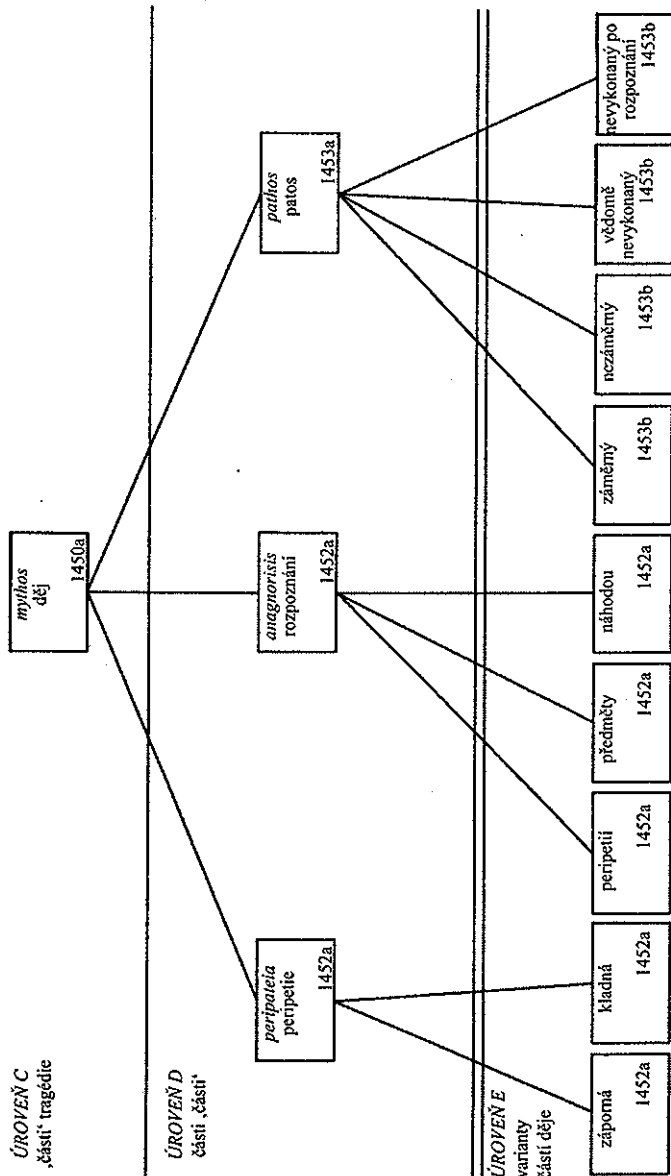 ÚROVEŇ C
‚části‘ tragédie
mythos
děj
1450a
ÚROVEŇ D
části ‚části‘
peripateia
peripetie
1452a
anagnorisis
rozpoznání
1452a
pathos
patos
1453a
ÚROVEŇ E
varianty
částí děje
záporná
1452a
kladná
1452a
peripetií
1452a
předměty
1452a
náhodou
1452a
záměrný
1453b
nezáměrný
1453b
vědomě
nevykonaný
1453b
nevykonaný po
rozpoznání
1453b